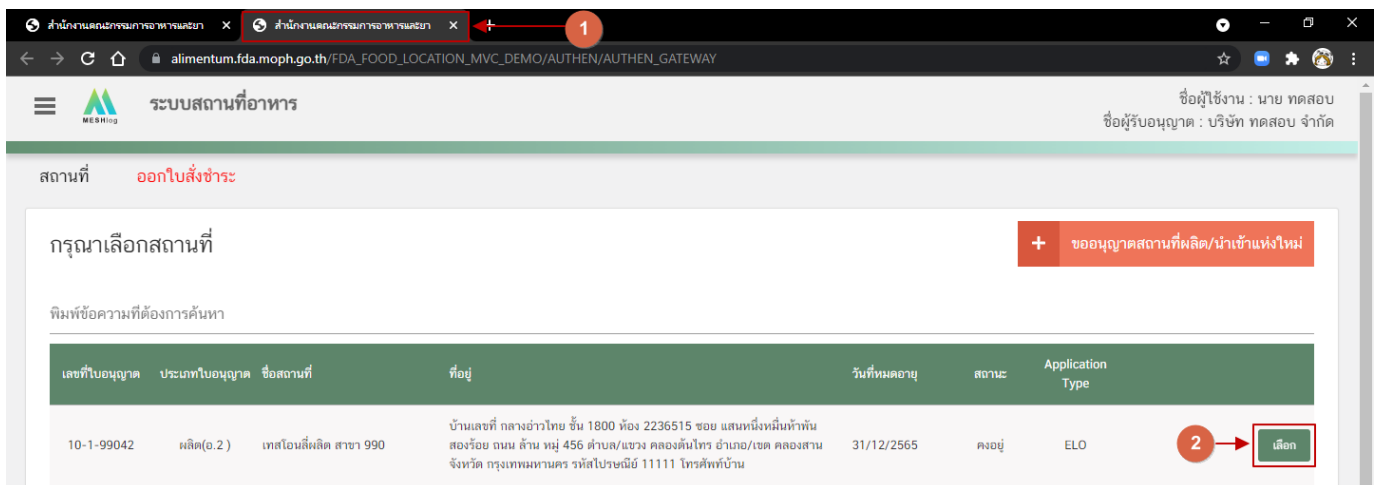 สำนักงานคณะกรรมการอาหารและยา
สำนักงานคณะกรรมการอาหารและยา
1
alimentum.fda.moph.go.th/FDA_FOOD_LOCATION_MVC_DEMO/AUTHEN/AUTHEN_GATEWAY
MESHlog
ระบบสถานที่อาหาร
ชื่อผู้ใช้งาน : นาย ทดสอบ
ชื่อผู้รับอนุญาต : บริษัท ทดสอบ จำกัด
สถานที่ ออกใบสั่งชำระ
กรุณาเลือกสถานที่
+ ขออนุญาตสถานที่ผลิต/นำเข้าแห่งใหม่
พิมพ์ข้อความที่ต้องการค้นหา
เลขที่ใบอนุญาต ประเภทใบอนุญาต ชื่อสถานที่ ที่อยู่ วันที่หมดอายุ สถานะ Application
Type
บ้านเลขที่ กลางอ่าวไทย ชั้น 1800 ห้อง 2236515 ซอย แสนหนึ่งหมื่นห้าพัน
10-1-99042 ผลิต(อ.2 ) เทสโอนสี่ผลิต สาขา 990 สองร้อย ถนน ล้าน หมู่ 456 ตำบล/แขวง คลองต้นไทร อำเภอ/เขต คลองสาน 31/12/2565 คงอยู่ ELO 2 เลือก
จังหวัด กรุงเทพมหานคร รหัสไปรษณีย์ 11111 โทรศัพท์บ้าน